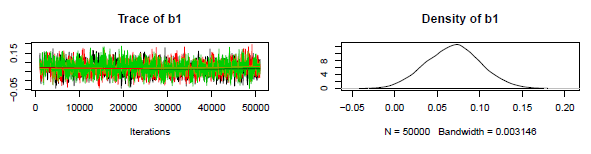 Trace of b1
0.15
-0.05
0 10000 20000 30000 40000 50000
Iterations
Density of b1
8
4
0
-0.05 0.00 0.05 0.10 0.15 0.20
N = 50000 Bandwidth = 0.003146